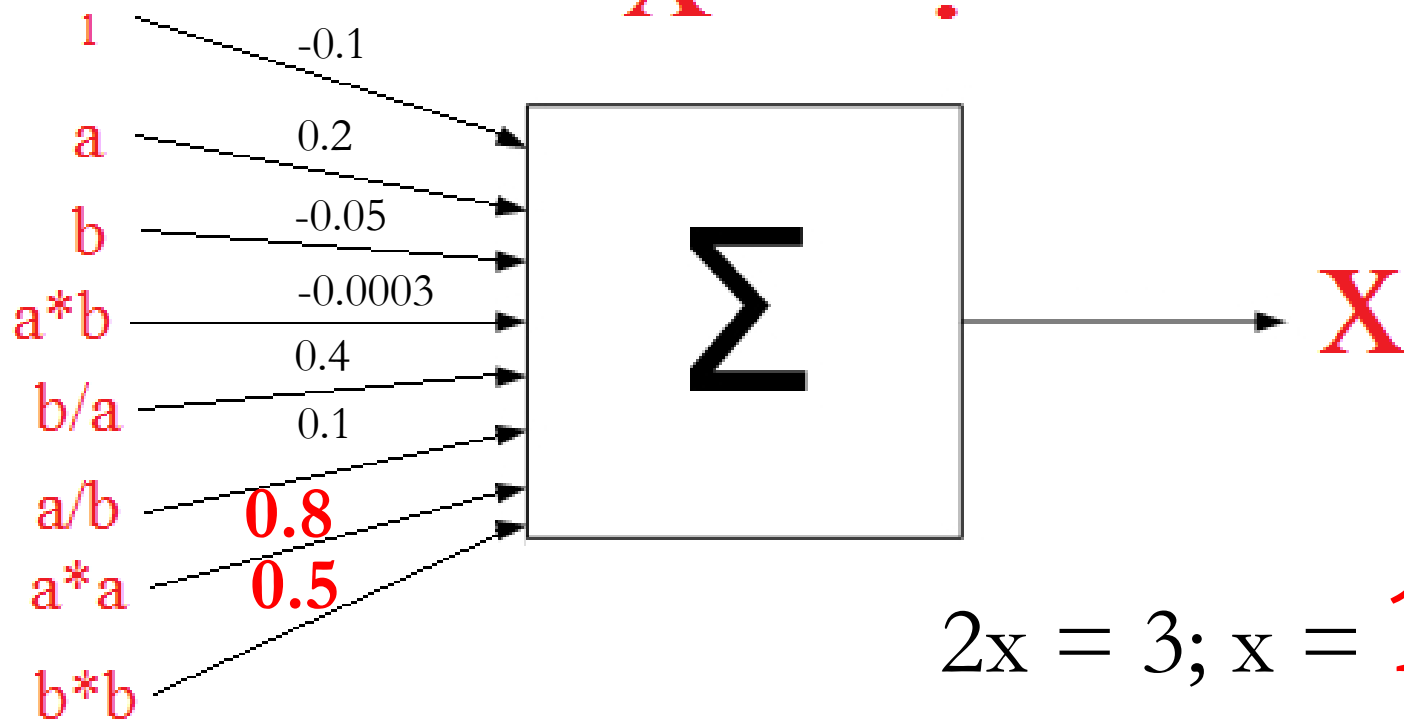 1
-0.1
a
0.2
b
-0.05
a*b
-0.0003
b/a
0.4
a/b
0.1
a*a
0.8
b*b
0.5
Σ
X
2x = 3; x =